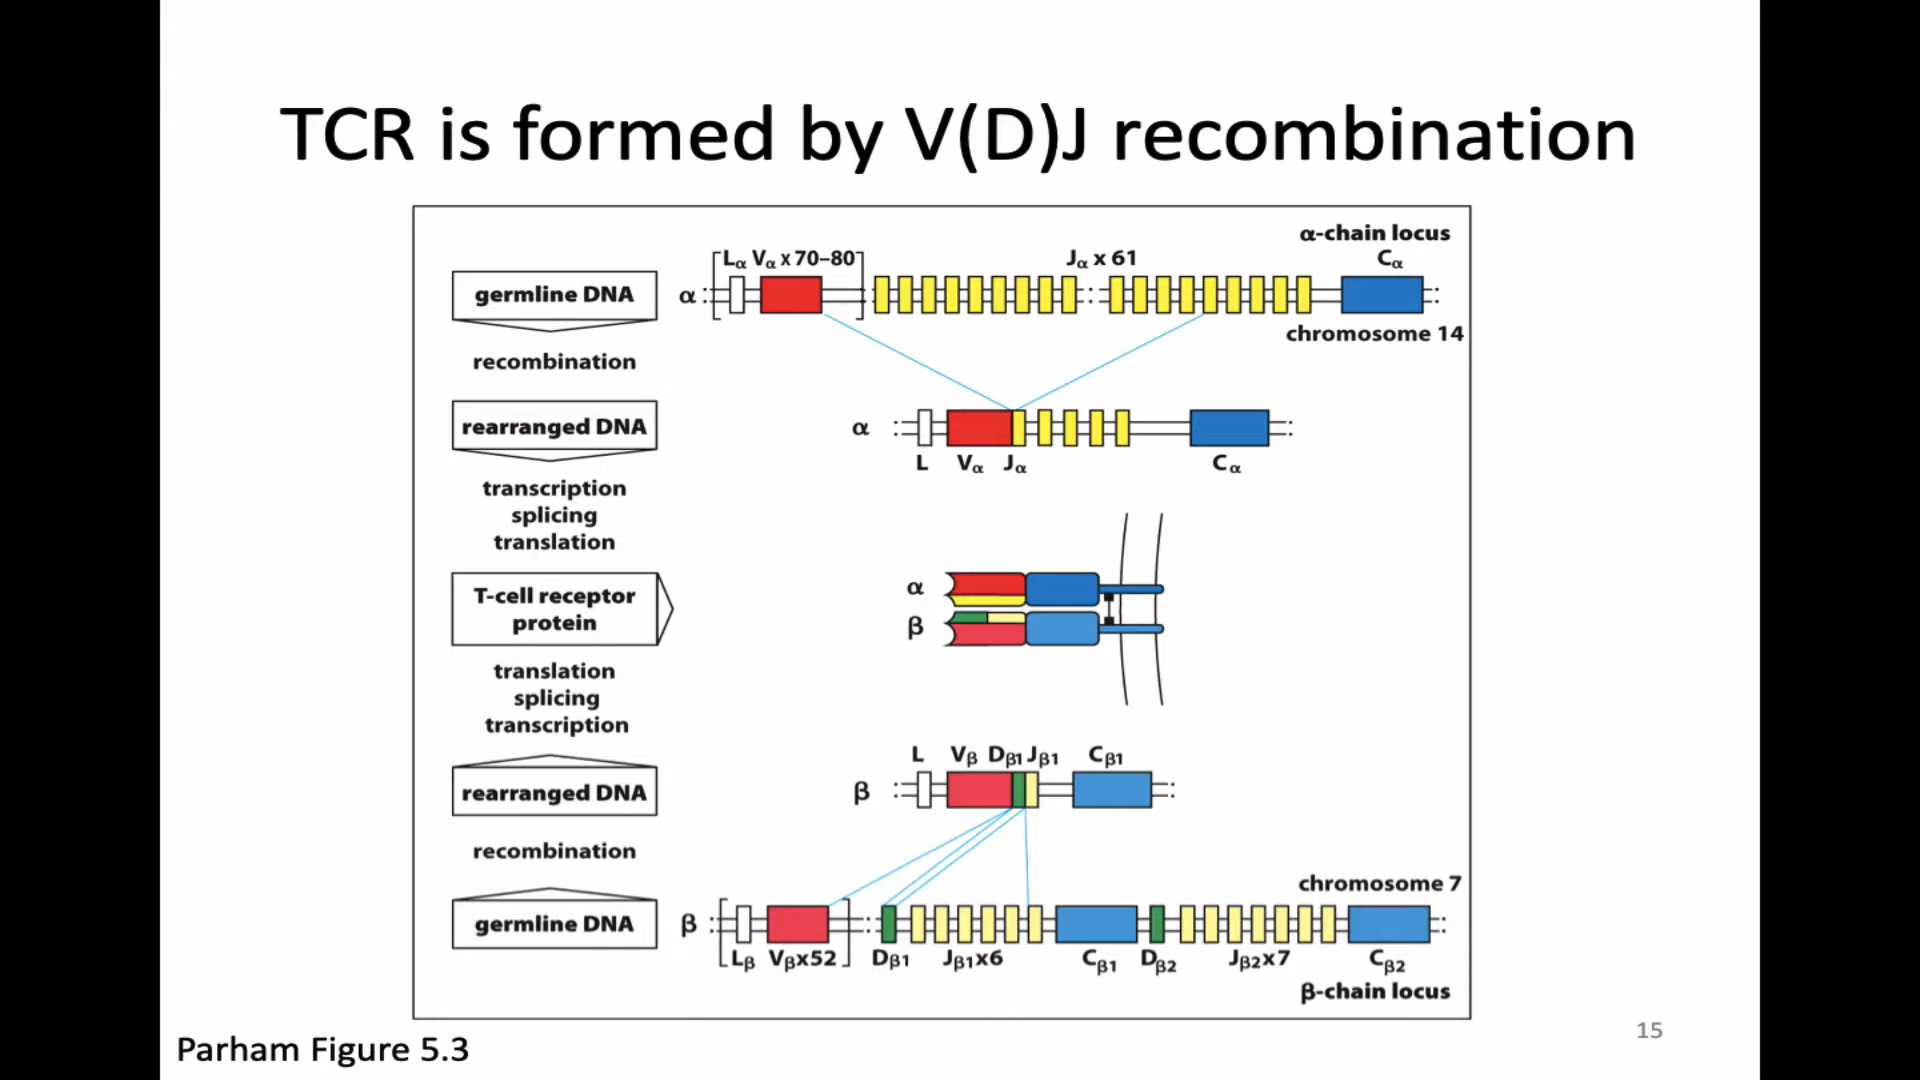 TCR is formed by V(D)J recombination
α-chain locus
Lα Vα x 70–80
Jα x 61
Cα
germline DNA
α
chromosome 14
recombination
rearranged DNA
α
L Vα Jα
Cα
transcription
splicing
translation
T-cell receptor
protein
α
β
translation
splicing
transcription
L Vβ Dβ1 Jβ1 Cβ1
rearranged DNA
β
recombination
chromosome 7
germline DNA
β
Lβ Vβx52
Dβ1 Jβ1x6 Cβ1 Dβ2 Jβ2x7 Cβ2
β-chain locus
Parham Figure 5.3
15